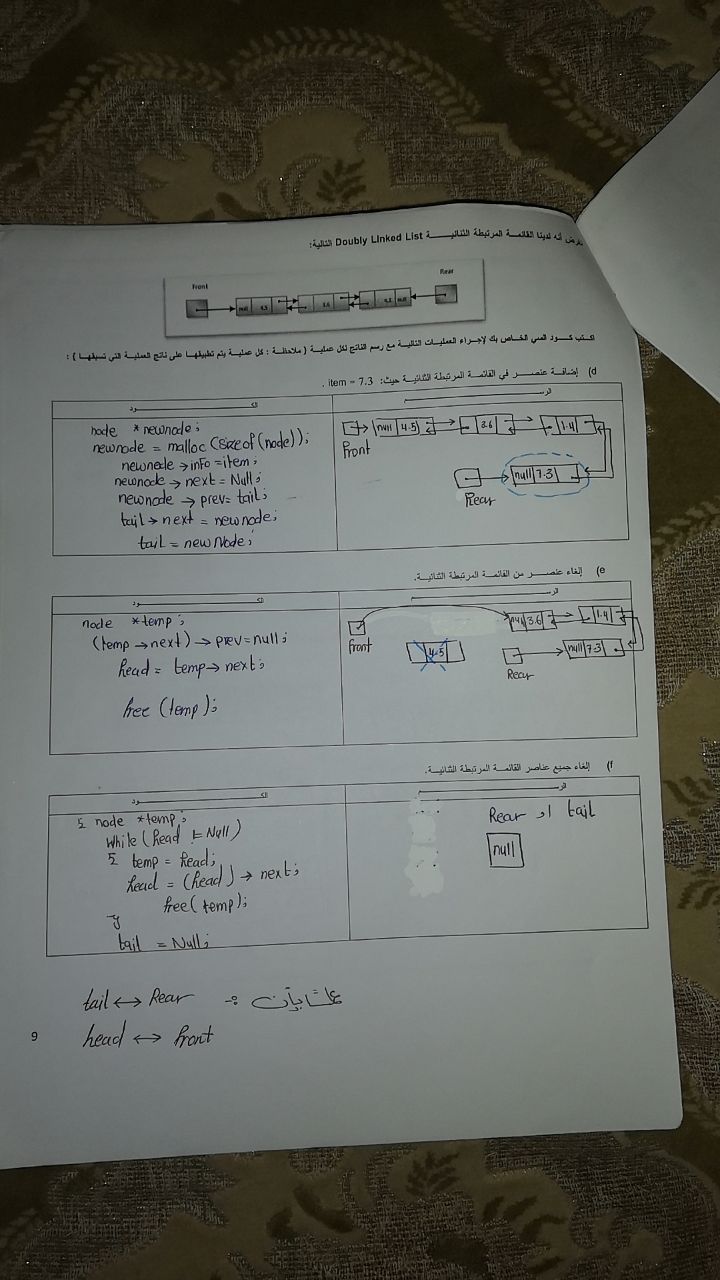 نفرض أنه لدينا القائمة المرتبطة الثنائية Doubly Linked List التالية:
Front
Rear
null 4.5 3.6 null
اكتب كود السي الخاص بك لإجراء العمليات التالية مع رسم الناتج لكل عملية ( ملاحظة : كل عملية يتم تطبيقها على ناتج العملية التي تسبقها ) :
d) إضافة عنصر في القائمة المرتبطة الثنائية حيث: item = 7.3 .
الكود
الرسم
node *newnode;
newnode = malloc (sizeof (node));
newnode → info = item;
newnode → next = Null;
newnode → prev = tail;
tail → next = newnode;
tail = newNode;
null 4.5 3.6 1.4
Front
null 7.3
Rear
e) إلغاء عنصر من القائمة المرتبطة الثنائية.
الكود
الرسم
node *temp;
(temp → next) → prev = null;
head = temp → next;
free (temp);
null 3.6 1.4
Front
4.5
null 7.3
Rear
f) إلغاء جميع عناصر القائمة المرتبطة الثنائية.
الكود
الرسم
{ node *temp;
while (head != Null)
{ temp = head;
head = (head) → next;
free (temp);
}
tail = Null;
Rear او tail
null
tail ↔ Rear :-
head ↔ front
9